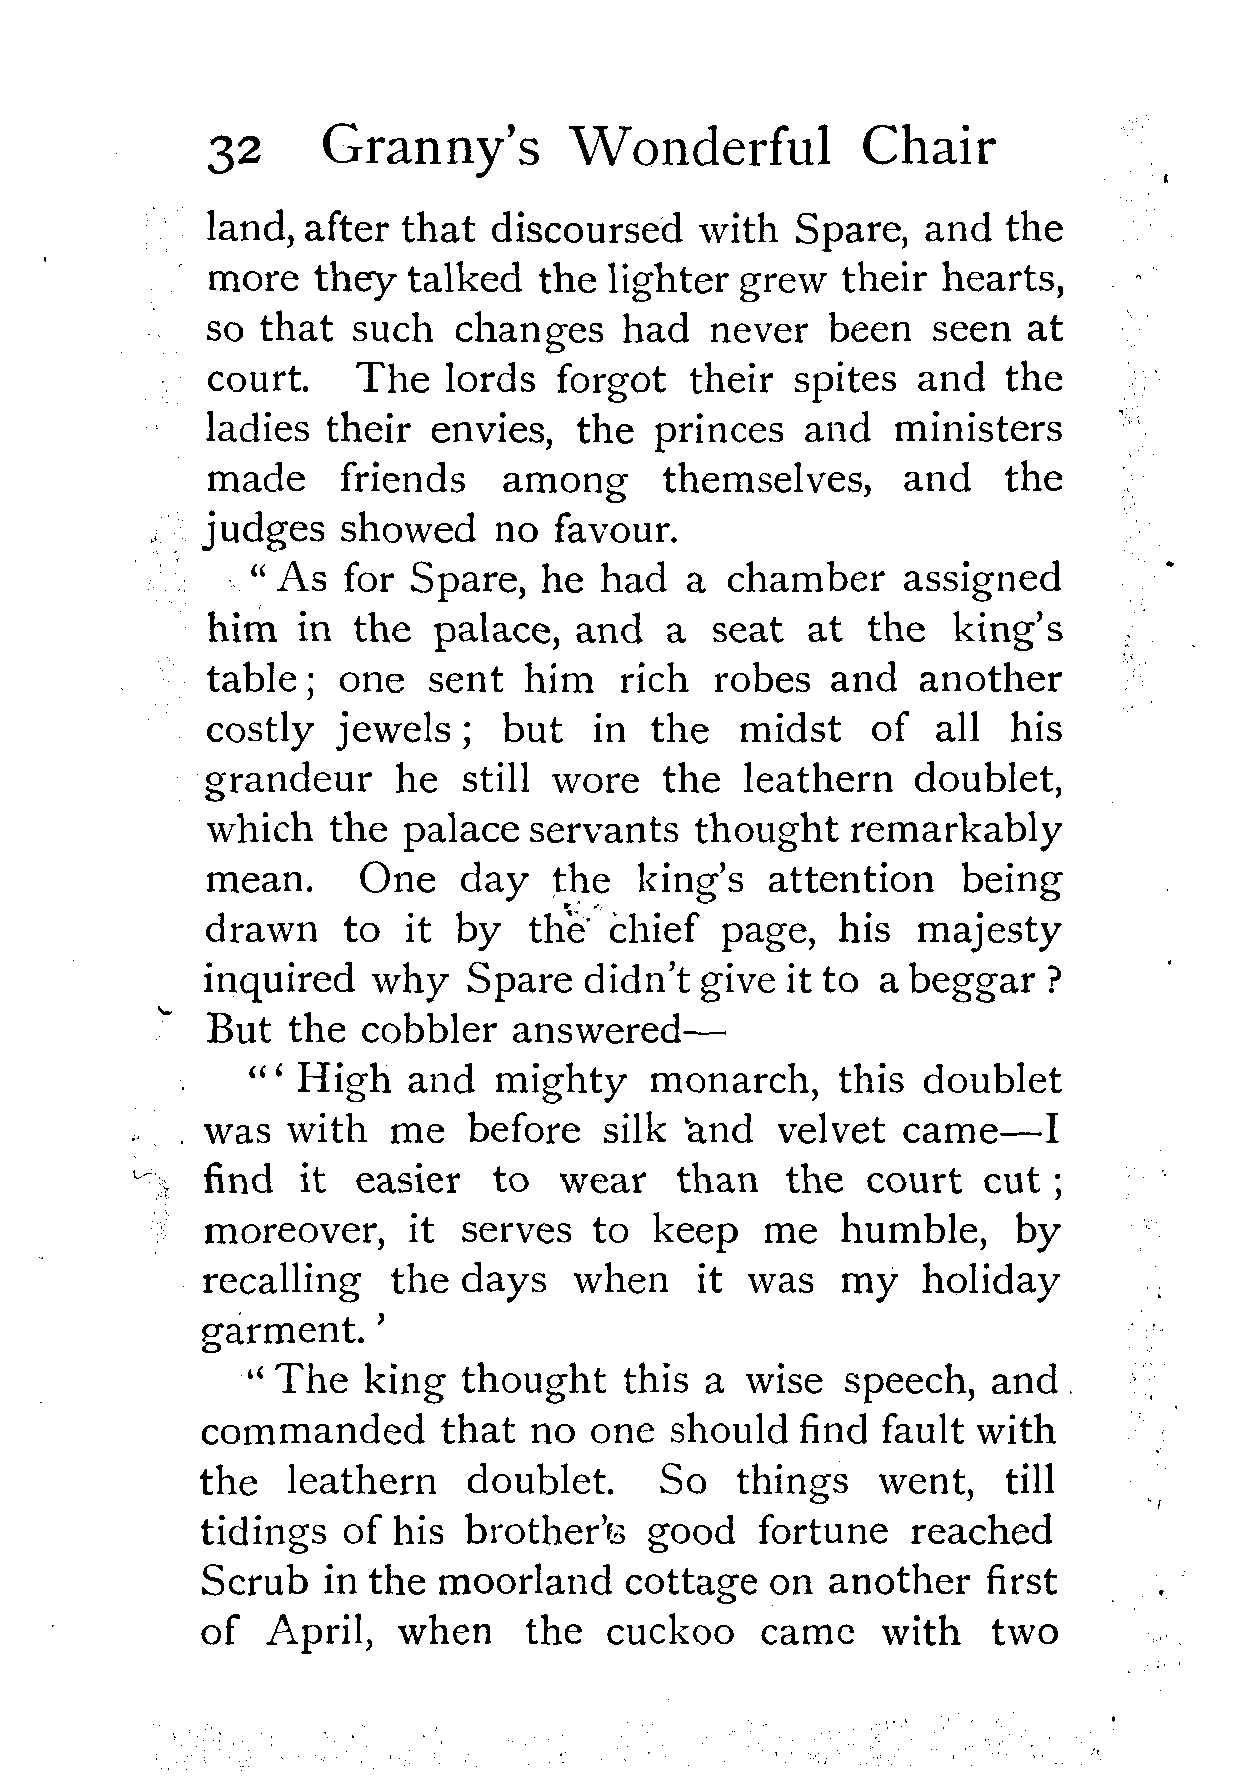 32 Granny's Wonderful Chair
land, after that discoursed with Spare, and the
more they talked the lighter grew their hearts,
so that such changes had never been seen at
court. The lords forgot their spites and the
ladies their envies, the princes and ministers
made friends among themselves, and the
judges showed no favour.
“ As for Spare, he had a chamber assigned
him in the palace, and a seat at the king's
table ; one sent him rich robes and another
costly jewels ; but in the midst of all his
grandeur he still wore the leathern doublet,
which the palace servants thought remarkably
mean. One day the king's attention being
drawn to it by the chief page, his majesty
inquired why Spare didn't give it to a beggar ?
But the cobbler answered—
“ ‘ High and mighty monarch, this doublet
was with me before silk and velvet came—I
find it easier to wear than the court cut ;
moreover, it serves to keep me humble, by
recalling the days when it was my holiday
garment. ’
“ The king thought this a wise speech, and
commanded that no one should find fault with
the leathern doublet. So things went, till
tidings of his brother's good fortune reached
Scrub in the moorland cottage on another first
of April, when the cuckoo came with two